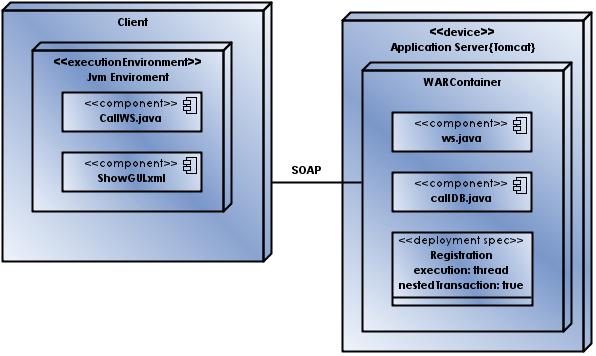 Client
<<executionEnvironment>>
Jvm Enviroment
<<component>>
CallWS.java
<<component>>
ShowGUI.xml
SOAP
<<device>>
Application Server{Tomcat}
WARContainer
<<component>>
ws.java
<<component>>
callDB.java
<<deployment spec>>
Registration
execution: thread
nestedTransaction: true